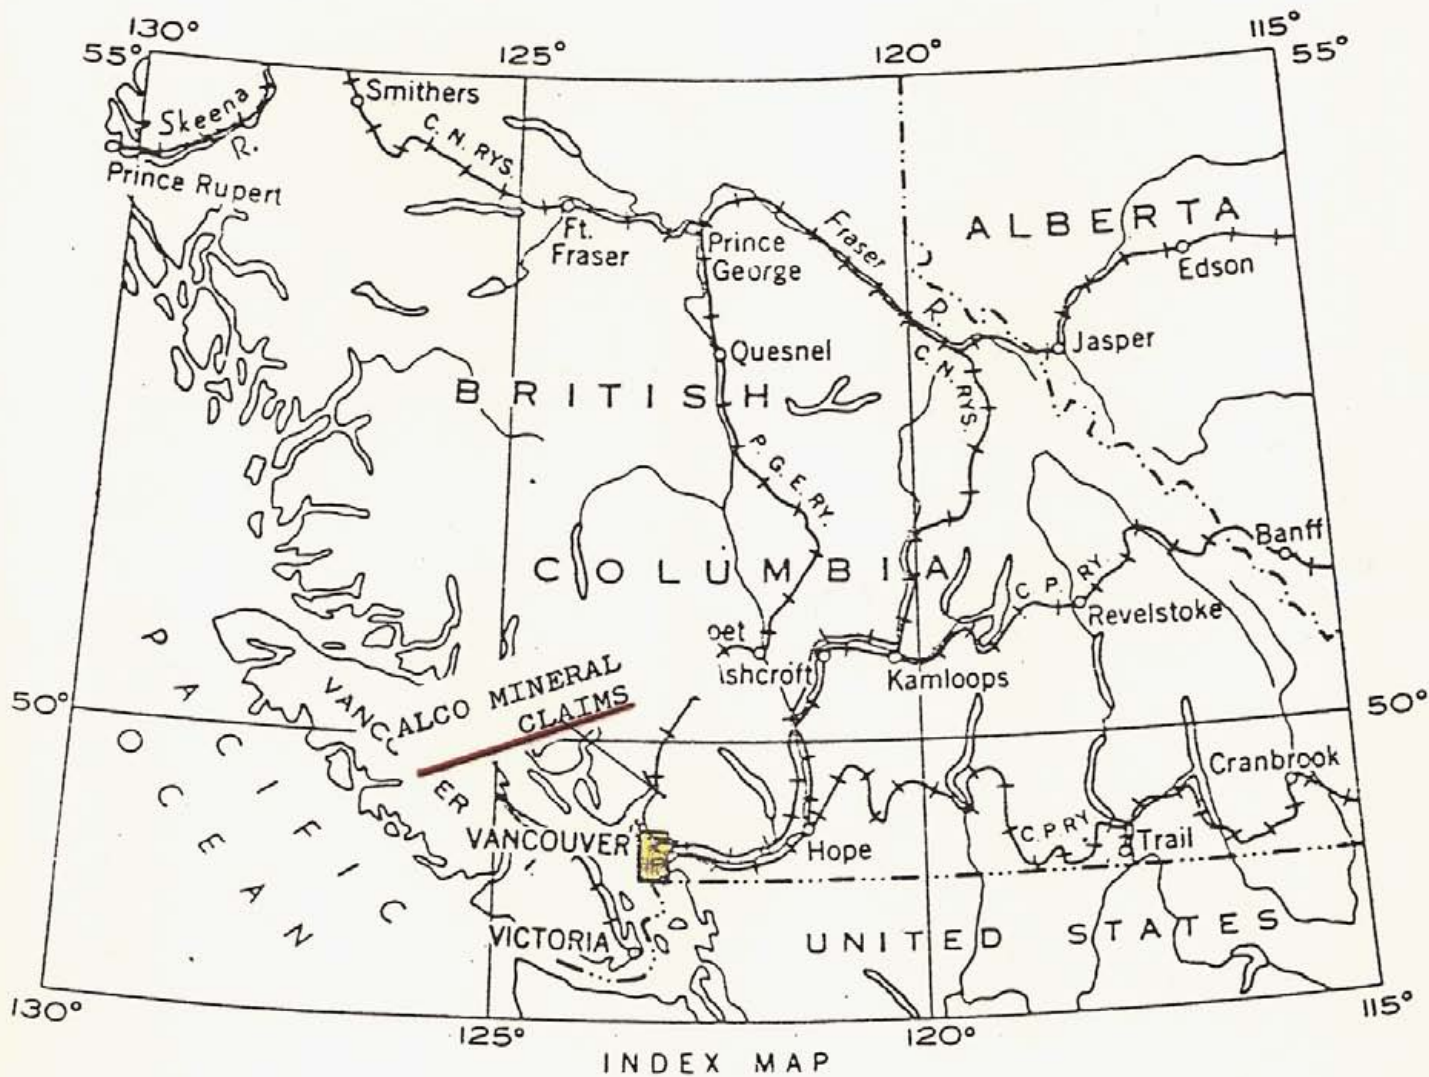 130°
125°
120°
115°
55°
55°
Skeena
R.
Smithers
C. N. RYS.
Prince Rupert
Ft.
Fraser
Prince
George
Fraser
R.
ALBERTA
Edson
Jasper
Quesnel
C. N. RYS.
BRITISH
P. G. E. RY.
COLUMBIA
Banff
C. P. RY.
Revelstoke
oet
shcroft
Kamloops
50°
50°
PACIFIC
OCEAN
VANC
ER
ALCO MINERAL
CLAIMS
Cranbrook
VANCOUVER
Hope
C. P. RY.
Trail
VICTORIA
UNITED STATES
130°
125°
120°
115°
INDEX MAP